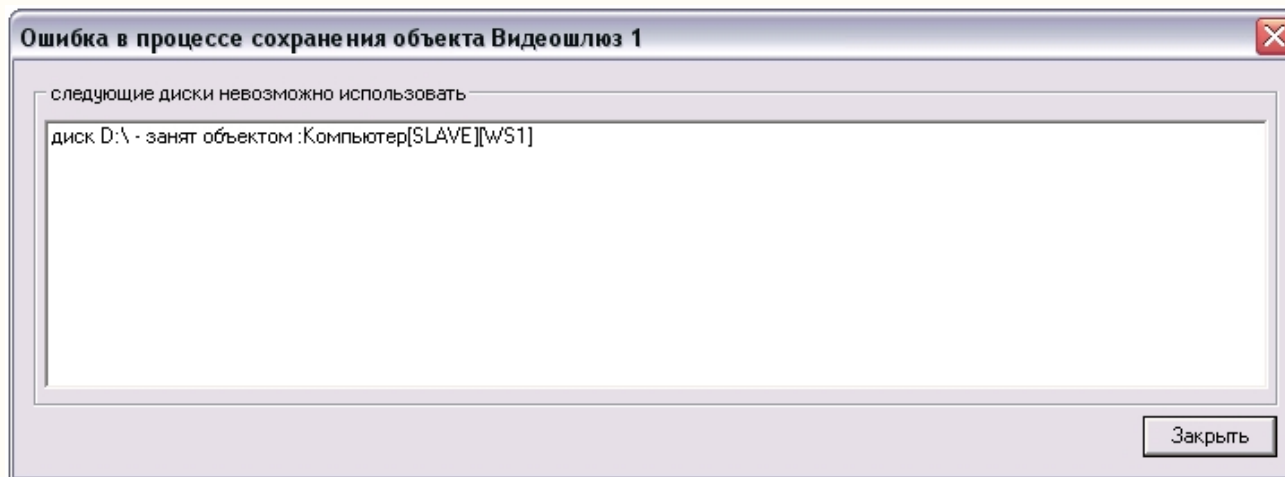 Ошибка в процессе сохранения объекта Видеошлюз 1
следующие диски невозможно использовать
диск D:\ - занят объектом :Компьютер[SLAVE][WS1]
Закрыть